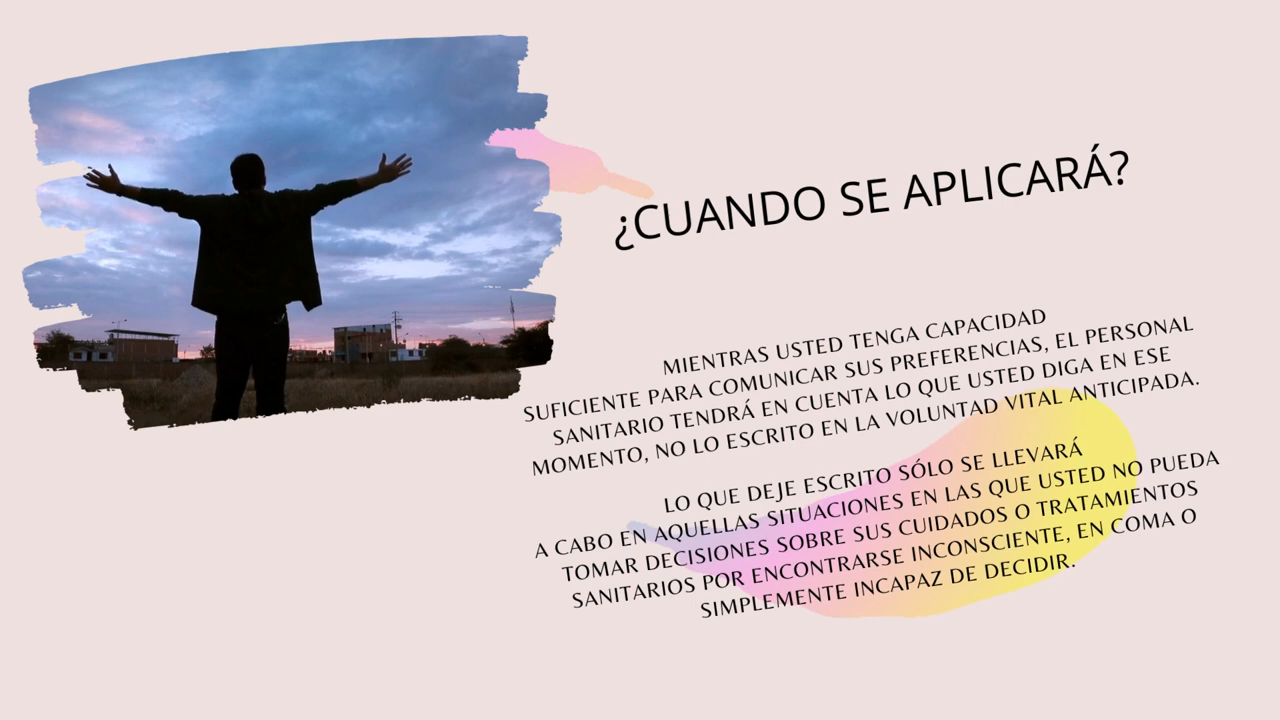 ¿CUANDO SE APLICARÁ?
MIENTRAS USTED TENGA CAPACIDAD
SUFICIENTE PARA COMUNICAR SUS PREFERENCIAS, EL PERSONAL
SANITARIO TENDRÁ EN CUENTA LO QUE USTED DIGA EN ESE
MOMENTO, NO LO ESCRITO EN LA VOLUNTAD VITAL ANTICIPADA.
LO QUE DEJE ESCRITO SÓLO SE LLEVARÁ
A CABO EN AQUELLAS SITUACIONES EN LAS QUE USTED NO PUEDA
TOMAR DECISIONES SOBRE SUS CUIDADOS O TRATAMIENTOS
SANITARIOS POR ENCONTRARSE INCONSCIENTE, EN COMA O
SIMPLEMENTE INCAPAZ DE DECIDIR.